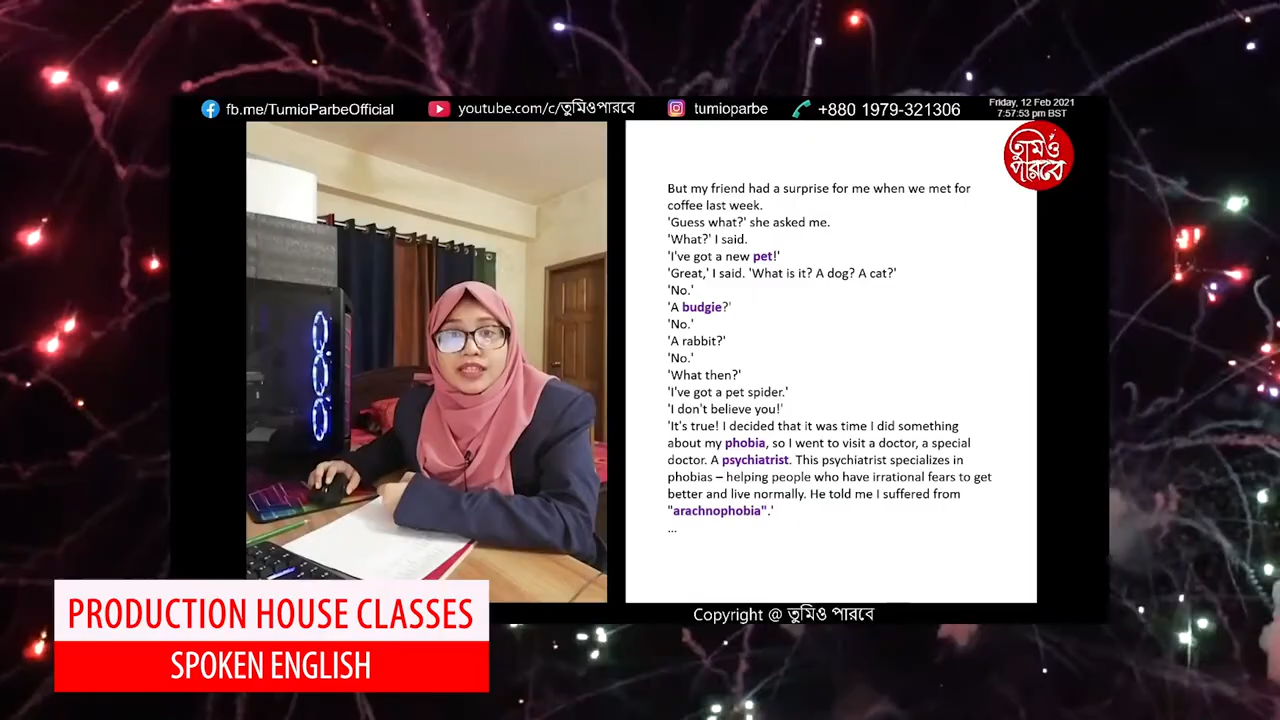 fb.me/TumioParbeOfficial
youtube.com/c/তুমিওপারবে
tumioparbe
+880 1979-321306
Friday, 12 Feb 2021
7:57:53 pm BST
তুমিও
পারবে
But my friend had a surprise for me when we met for
coffee last week.
'Guess what?' she asked me.
'What?' I said.
'I've got a new pet!'
'Great,' I said. 'What is it? A dog? A cat?'
'No.'
'A budgie?'
'No.'
'A rabbit?'
'No.'
'What then?'
'I've got a pet spider.'
'I don't believe you!'
'It's true! I decided that it was time I did something
about my phobia, so I went to visit a doctor, a special
doctor. A psychiatrist. This psychiatrist specializes in
phobias – helping people who have irrational fears to get
better and live normally. He told me I suffered from
"arachnophobia".'
...
Copyright @ তুমিও পারবে
PRODUCTION HOUSE CLASSES
SPOKEN ENGLISH